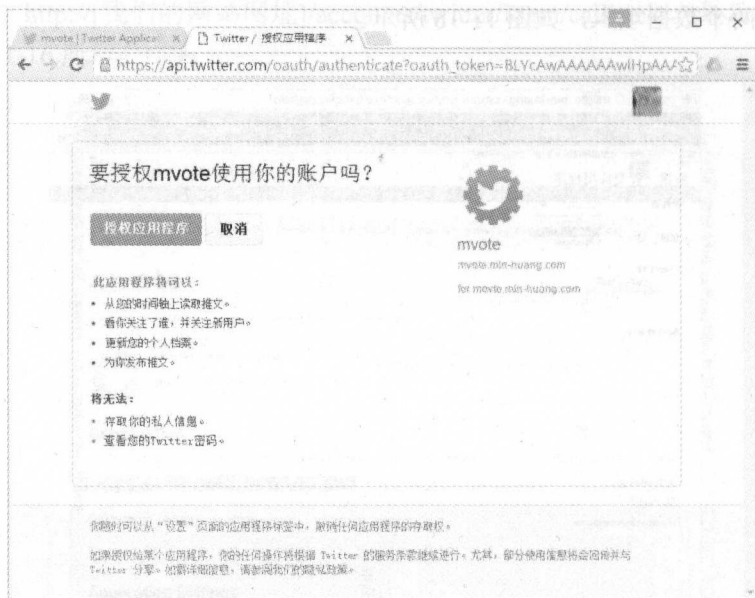 mvote | Twitter Applicati
Twitter / 授权应用程序
https://api.twitter.com/oauth/authenticate?oauth_token=BLYcAwAAAAAAwIHpAAA
要授权mvote使用你的账户吗？
授权应用程序 取消
mvote
mvote.min-huang.com
for movte.min-huang.com
此应用程序将可以：
• 从您的时间轴上读取推文。
• 看你关注了谁，并关注新用户。
• 更新您的个人档案。
• 为你发布推文。
将无法：
• 存取你的私人信息。
• 查看您的Twitter密码。
你随时可以从“设置”页面的应用程序标签中，撤销任何应用程序的存取权。
如果授权给某个应用程序，你的任何操作将根据 Twitter 的服务条款继续进行。尤其，部分使用信息将会回传并与
Twitter 分享。如需详细信息，请参阅我们的隐私政策。